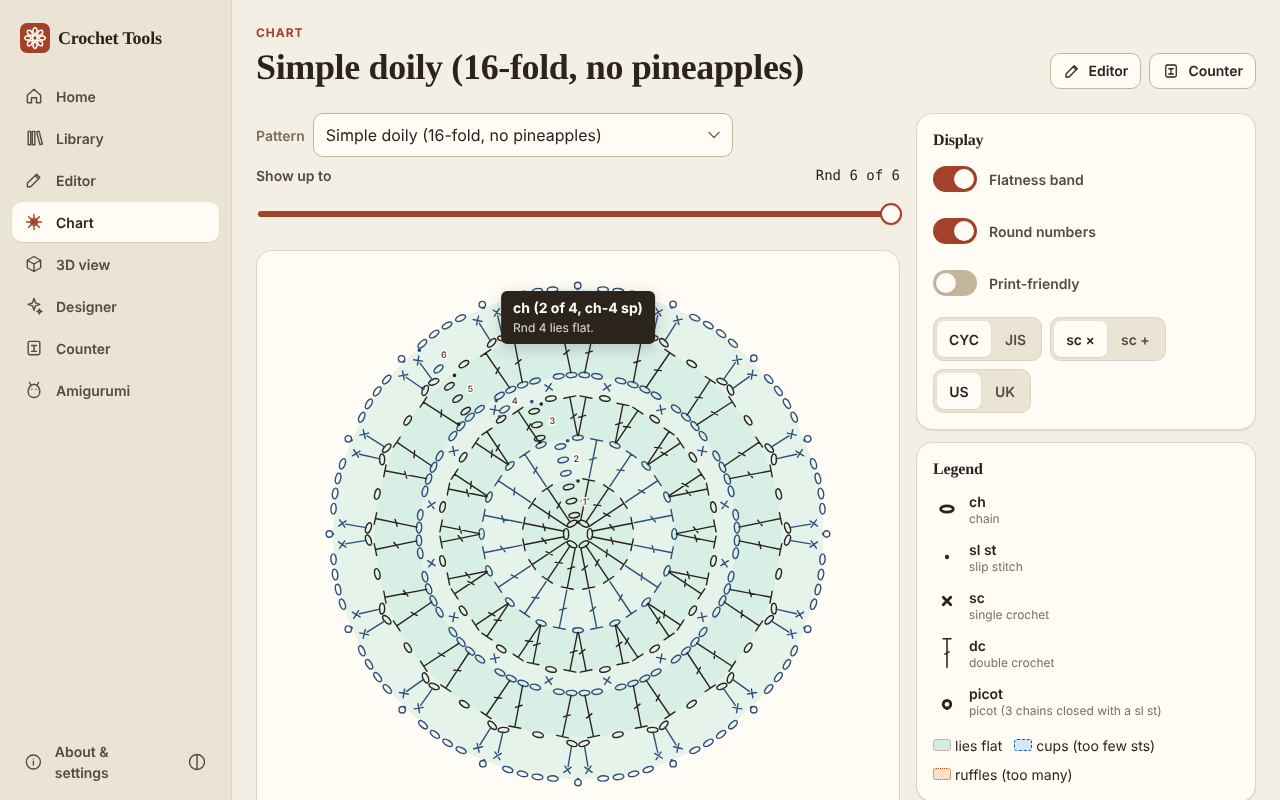 Crochet Tools
Home
Library
Editor
Chart
3D view
Designer
Counter
Amigurumi
About &
settings
CHART
Simple doily (16-fold, no pineapples)
Editor
Counter
Pattern
Simple doily (16-fold, no pineapples)
Show up to
Rnd 6 of 6
ch (2 of 4, ch-4 sp)
Rnd 4 lies flat.
6
5
4
3
2
1
Display
Flatness band
Round numbers
Print-friendly
CYC JIS
sc × sc +
US UK
Legend
ch
chain
sl st
slip stitch
sc
single crochet
dc
double crochet
picot
picot (3 chains closed with a sl st)
lies flat cups (too few sts)
ruffles (too many)